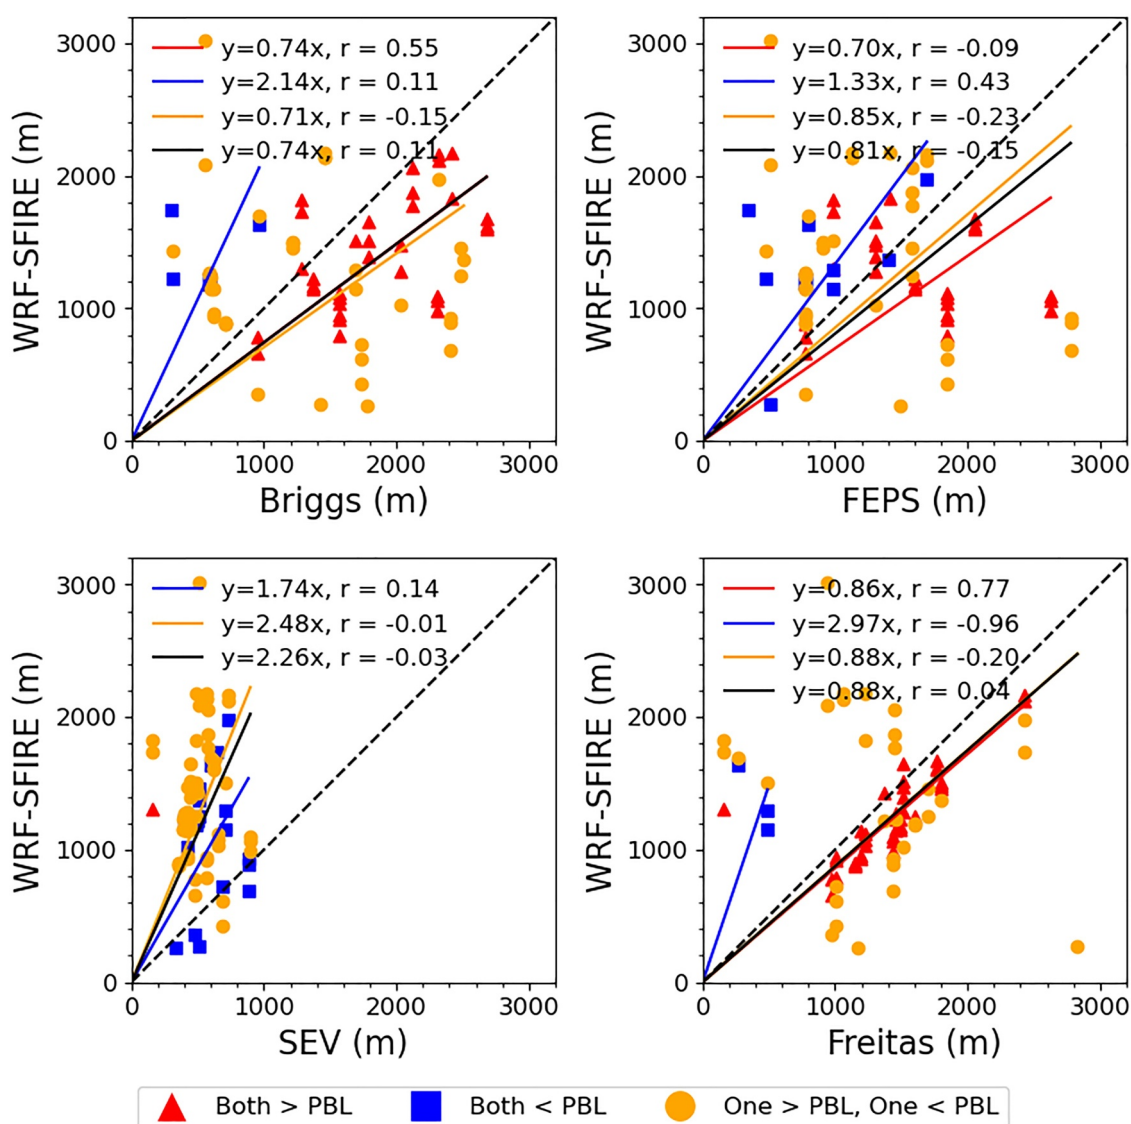 3000
2000
1000
0
WRF-SFIRE (m)
y=0.74x, r = 0.55
y=2.14x, r = 0.11
y=0.71x, r = -0.15
y=0.74x, r = 0.11
0 1000 2000 3000
Briggs (m)
3000
2000
1000
0
WRF-SFIRE (m)
y=0.70x, r = -0.09
y=1.33x, r = 0.43
y=0.85x, r = -0.23
y=0.81x, r = -0.15
0 1000 2000 3000
FEPS (m)
3000
2000
1000
0
WRF-SFIRE (m)
y=1.74x, r = 0.14
y=2.48x, r = -0.01
y=2.26x, r = -0.03
0 1000 2000 3000
SEV (m)
3000
2000
1000
0
WRF-SFIRE (m)
y=0.86x, r = 0.77
y=2.97x, r = -0.96
y=0.88x, r = -0.20
y=0.88x, r = 0.04
0 1000 2000 3000
Freitas (m)
Both > PBL Both < PBL One > PBL, One < PBL